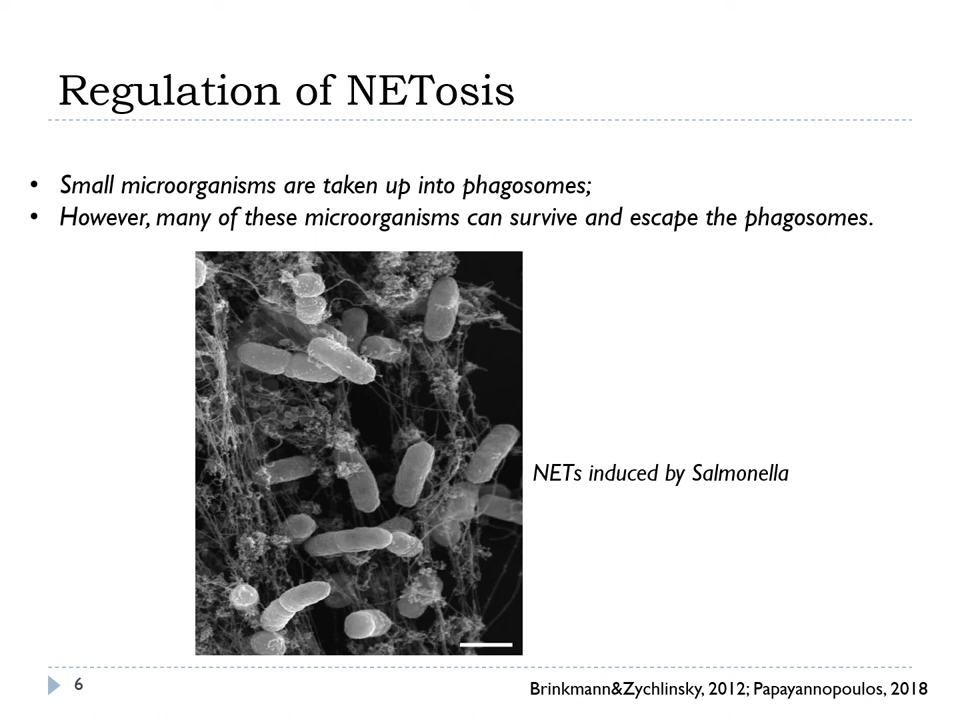 Regulation of NETosis
• Small microorganisms are taken up into phagosomes;
• However, many of these microorganisms can survive and escape the phagosomes.
NETs induced by Salmonella
6
Brinkmann&Zychlinsky, 2012; Papayannopoulos, 2018